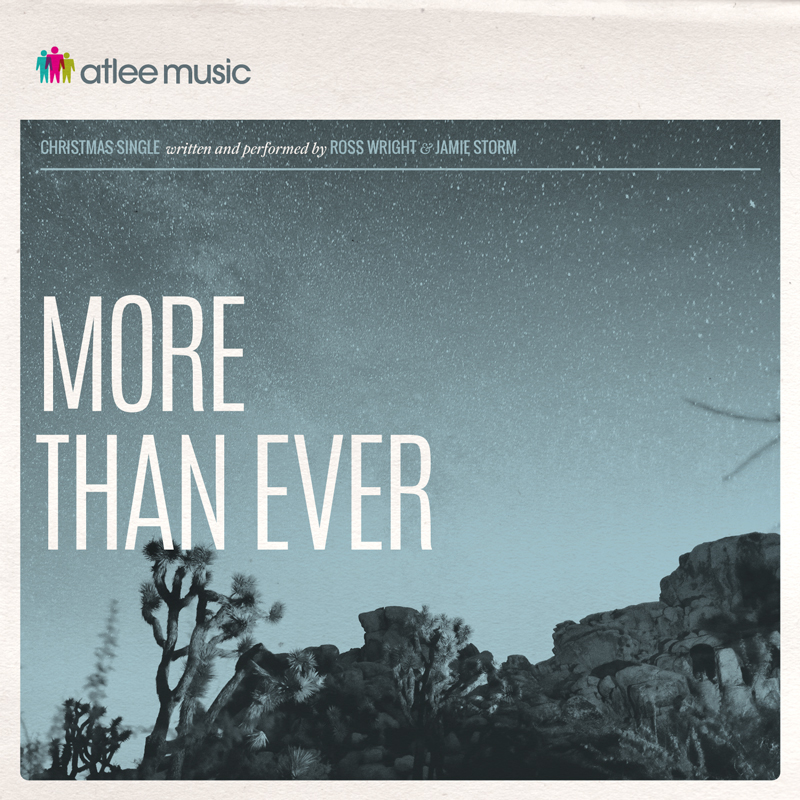 atlee music
CHRISTMAS SINGLE written and performed by ROSS WRIGHT & JAMIE STORM
MORE
THAN EVER